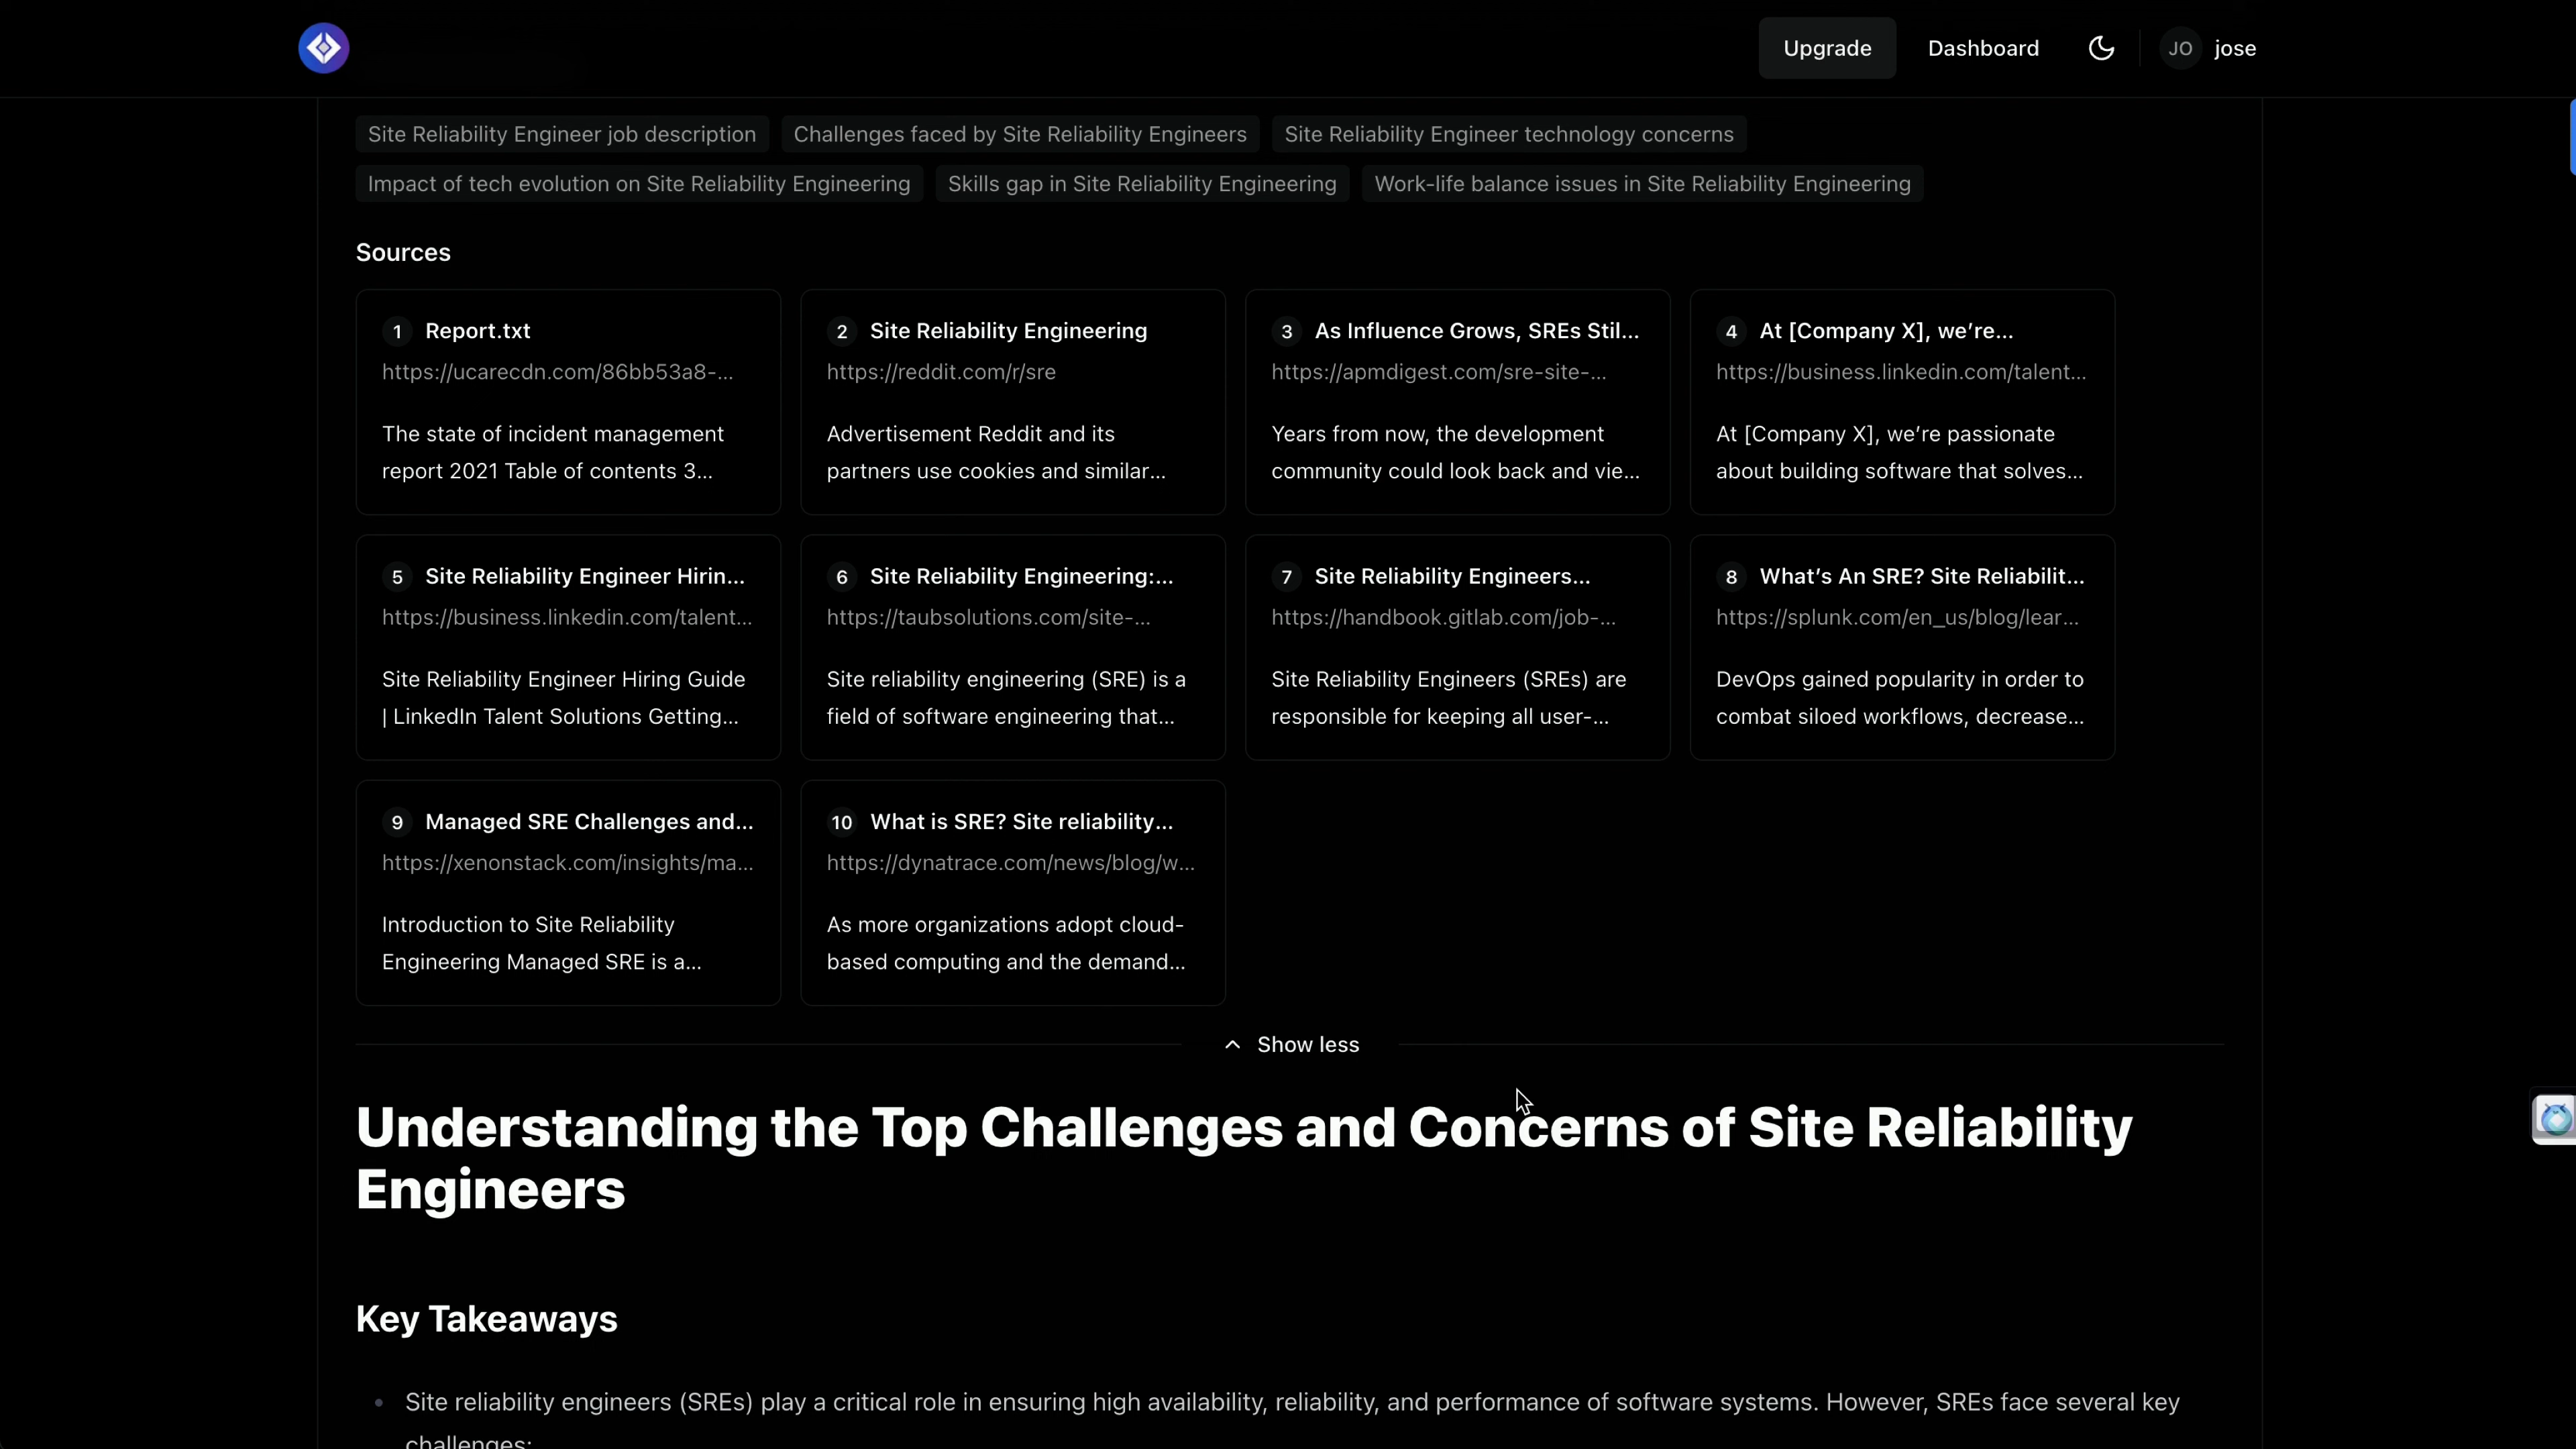 Upgrade
Dashboard
JO
jose
Site Reliability Engineer job description
Challenges faced by Site Reliability Engineers
Site Reliability Engineer technology concerns
Impact of tech evolution on Site Reliability Engineering
Skills gap in Site Reliability Engineering
Work-life balance issues in Site Reliability Engineering
Sources
1 Report.txt
https://ucarecdn.com/86bb53a8-...
The state of incident management
report 2021 Table of contents 3...
2 Site Reliability Engineering
https://reddit.com/r/sre
Advertisement Reddit and its
partners use cookies and similar...
3 As Influence Grows, SREs Stil...
https://apmdigest.com/sre-site-...
Years from now, the development
community could look back and vie...
4 At [Company X], we’re...
https://business.linkedin.com/talent...
At [Company X], we’re passionate
about building software that solves...
5 Site Reliability Engineer Hirin...
https://business.linkedin.com/talent...
Site Reliability Engineer Hiring Guide
| LinkedIn Talent Solutions Getting...
6 Site Reliability Engineering:...
https://taubsolutions.com/site-...
Site reliability engineering (SRE) is a
field of software engineering that...
7 Site Reliability Engineers...
https://handbook.gitlab.com/job-...
Site Reliability Engineers (SREs) are
responsible for keeping all user-...
8 What’s An SRE? Site Reliabilit...
https://splunk.com/en_us/blog/lear...
DevOps gained popularity in order to
combat siloed workflows, decrease...
9 Managed SRE Challenges and...
https://xenonstack.com/insights/ma...
Introduction to Site Reliability
Engineering Managed SRE is a...
10 What is SRE? Site reliability...
https://dynatrace.com/news/blog/w...
As more organizations adopt cloud-
based computing and the demand...
Show less
Understanding the Top Challenges and Concerns of Site Reliability
Engineers
Key Takeaways
• Site reliability engineers (SREs) play a critical role in ensuring high availability, reliability, and performance of software systems. However, SREs face several key
challenges: